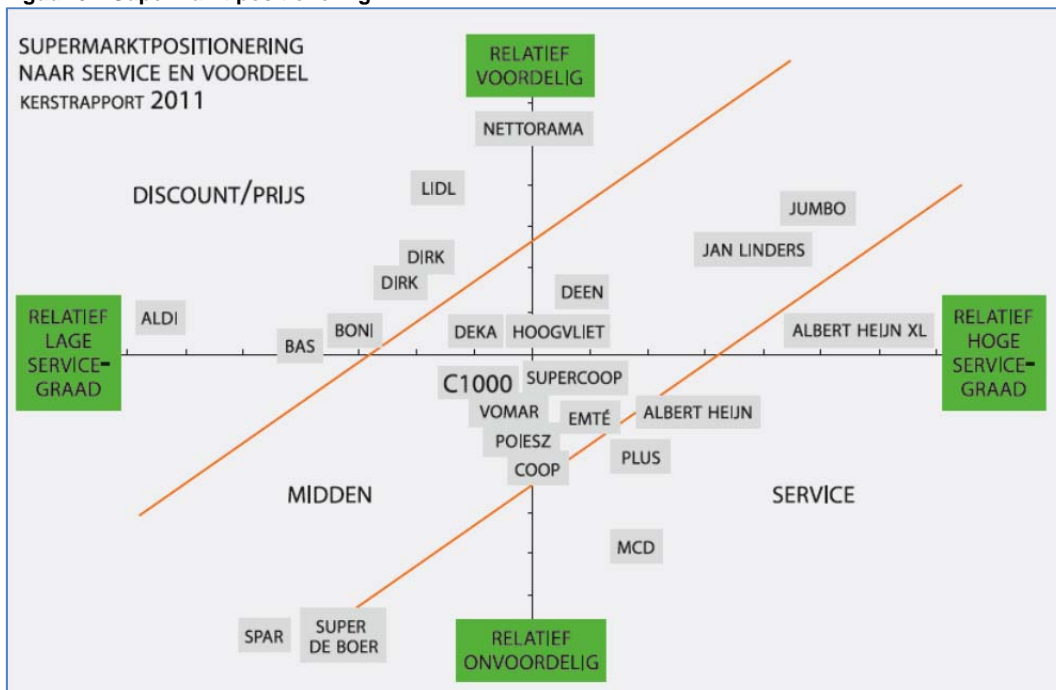 SUPERMARKTPOSITIONERING
NAAR SERVICE EN VOORDEEL
KERSTRAPPORT 2011
RELATIEF
VOORDELIG
NETTORAMA
LIDL
DISCOUNT/PRIJS
JUMBO
JAN LINDERS
DIRK
DIRK
DEEN
RELATIEF
LAGE
SERVICE-
GRAAD
ALDI
BAS
BONI
DEKA
HOOGVLIET
ALBERT HEIJN XL
RELATIEF
HOGE
SERVICE-
GRAAD
C1000
SUPERCOOP
VOMAR
EMTÉ
ALBERT HEIJN
POIESZ
COOP
PLUS
MIDDEN
SERVICE
MCD
SPAR
SUPER
DE BOER
RELATIEF
ONVOORDELIG